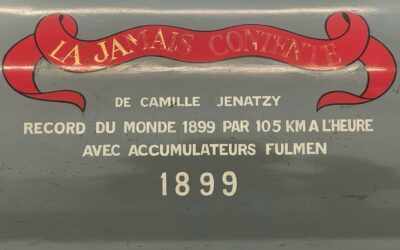 LA JAMAIS CONTENTE
DE CAMILLE JENATZY
RECORD DU MONDE 1899 PAR 105 KM A L'HEURE
AVEC ACCUMULATEURS FULMEN
1899